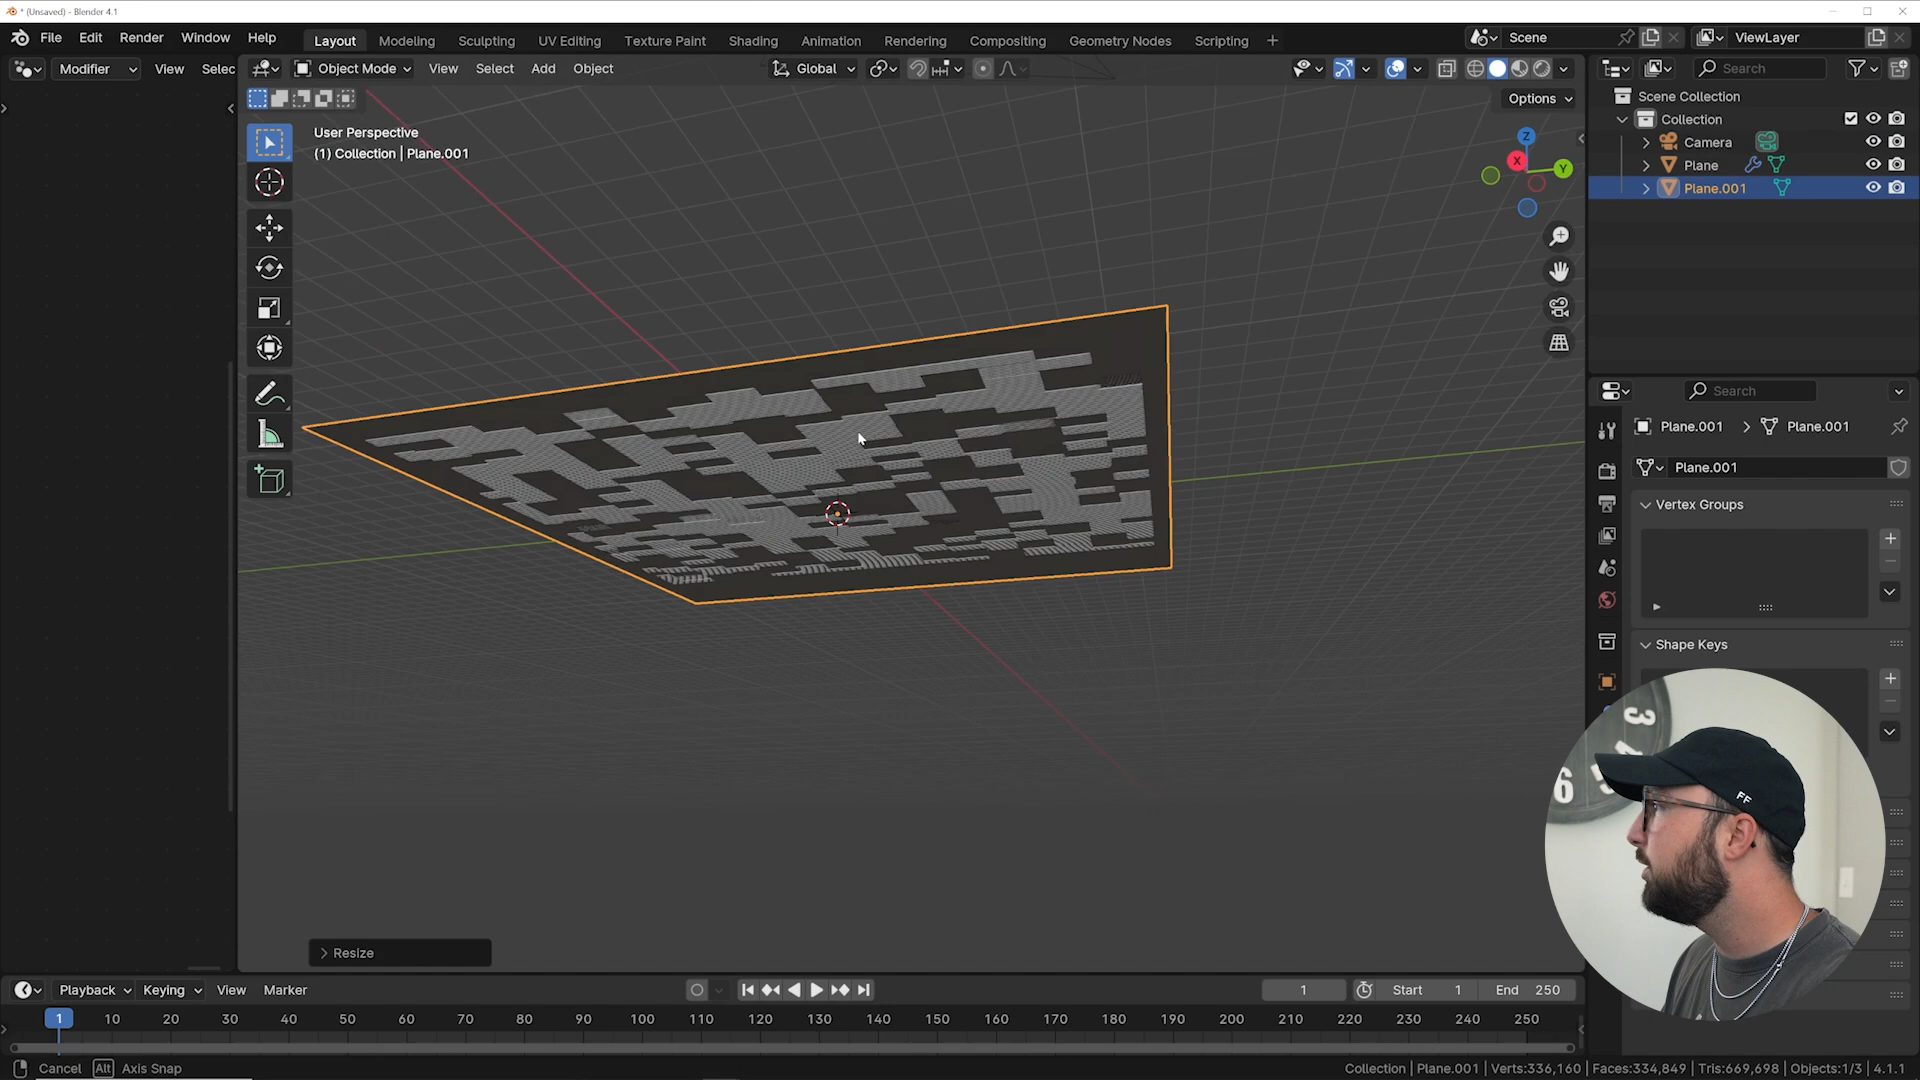 * (Unsaved) - Blender 4.1
File Edit Render Window Help
Layout Modeling Sculpting UV Editing Texture Paint Shading Animation Rendering Compositing Geometry Nodes Scripting +
Scene
ViewLayer
Modifier View Selec
Object Mode View Select Add Object
Global
Search
Options
User Perspective
(1) Collection | Plane.001
Z
X
Y
Scene Collection
Collection
Camera
Plane
Plane.001
Search
Plane.001 > Plane.001
Plane.001
Vertex Groups
Shape Keys
3
6
FF
Resize
Playback Keying View Marker
1
Start 1
End 250
1 10 20 30 40 50 60 70 80 90 100 110 120 130 140 150 160 170 180 190 200 210 220 230 240 250
Cancel Alt Axis Snap
Collection | Plane.001 | Verts:336,160 | Faces:334,849 | Tris:669,698 | Objects:1/3 | 4.1.1